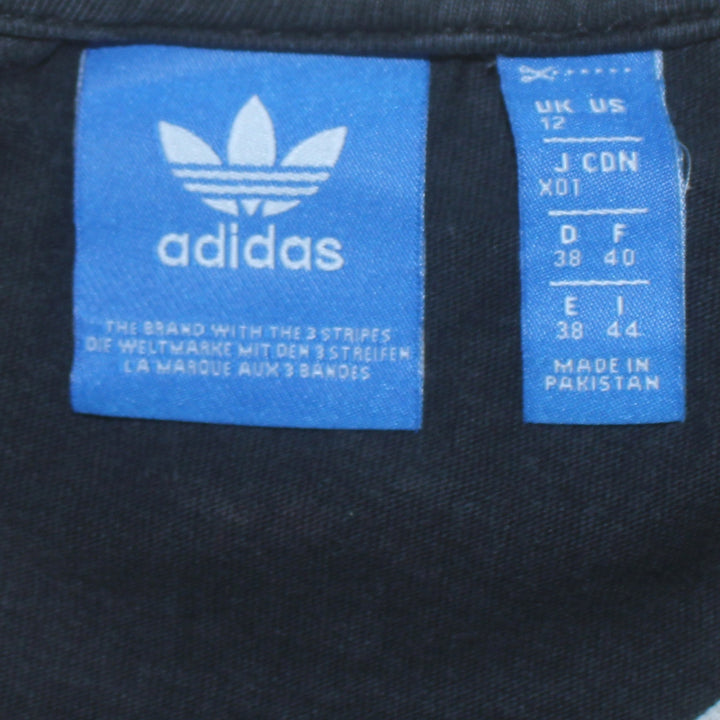 adidas
THE BRAND WITH THE 3 STRIPES
DIE WELTMARKE MIT DEN 3 STREIFEN
LA MARQUE AUX 3 BANDES
UK US
12
J CDN
XOT
D F
38 40
E I
38 44
MADE IN
PAKISTAN